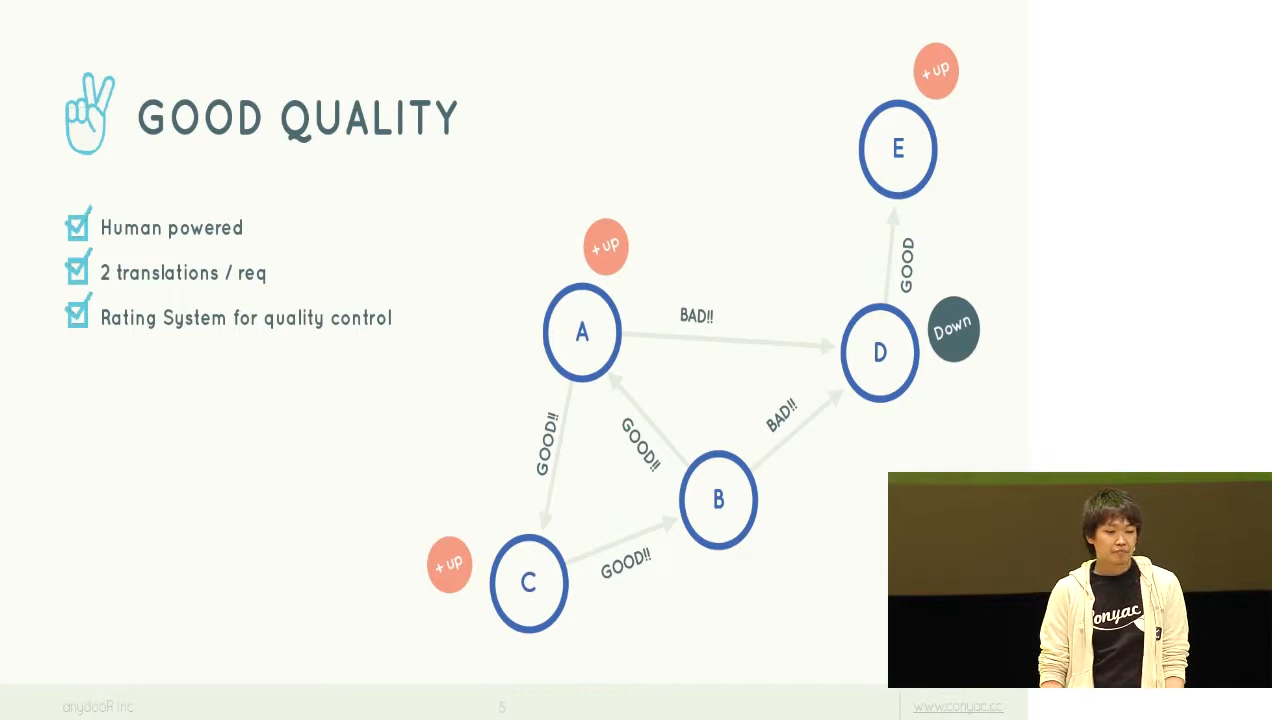 GOOD QUALITY
Human powered
2 translations / req
Rating System for quality control
+ up
E
GOOD
+ up
A
BAD!!
D
Down
GOOD!!
GOOD!!
BAD!!
B
+ up
C
GOOD!!
Conyac
anydooR Inc
5
www.conyac.cc